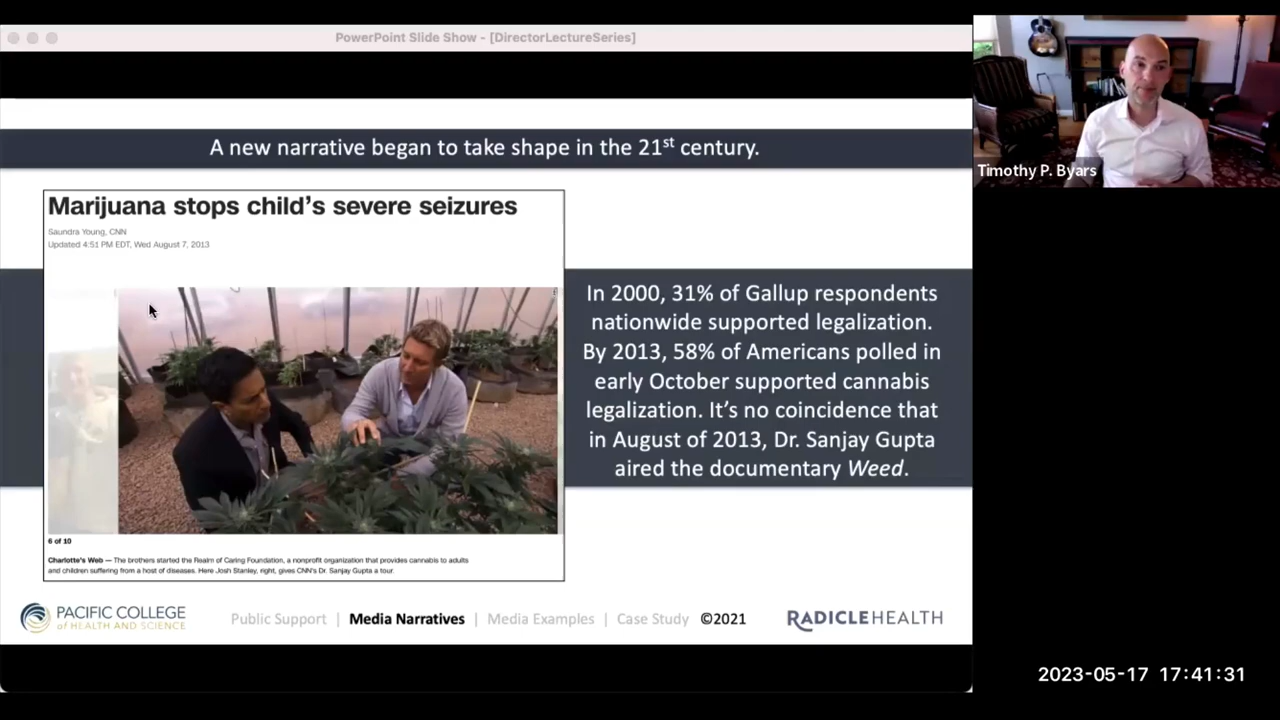 PowerPoint Slide Show - [DirectorLectureSeries]
A new narrative began to take shape in the 21st century.
Marijuana stops child's severe seizures
Saundra Young, CNN
Updated 4:51 PM EDT, Wed August 7, 2013
6 of 10
Charlotte's Web — The brothers started the Realm of Caring Foundation, a nonprofit organization that provides cannabis to adults
and children suffering from a host of diseases. Here Josh Stanley, right, gives CNN's Dr. Sanjay Gupta a tour.
In 2000, 31% of Gallup respondents
nationwide supported legalization.
By 2013, 58% of Americans polled in
early October supported cannabis
legalization. It's no coincidence that
in August of 2013, Dr. Sanjay Gupta
aired the documentary Weed.
PACIFIC COLLEGE
of HEALTH AND SCIENCE
Public Support | Media Narratives | Media Examples | Case Study ©2021
RADICLEHEALTH
Timothy P. Byars
2023-05-17 17:41:31